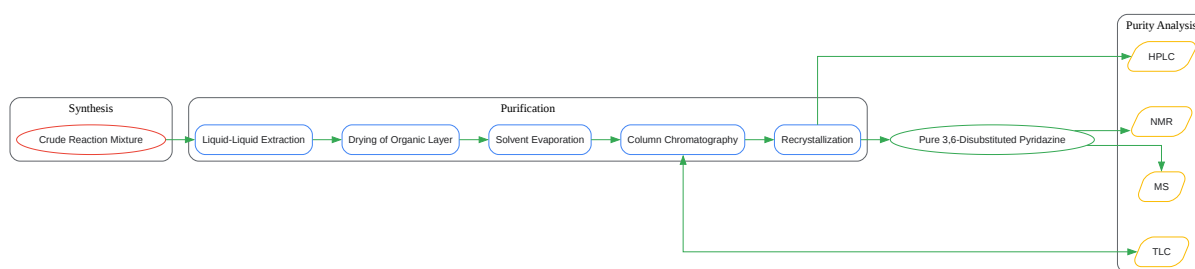 Synthesis
Crude Reaction Mixture
Purification
Liquid-Liquid Extraction
Drying of Organic Layer
Solvent Evaporation
Column Chromatography
Recrystallization
Pure 3,6-Disubstituted Pyridazine
Purity Analysis
HPLC
NMR
MS
TLC